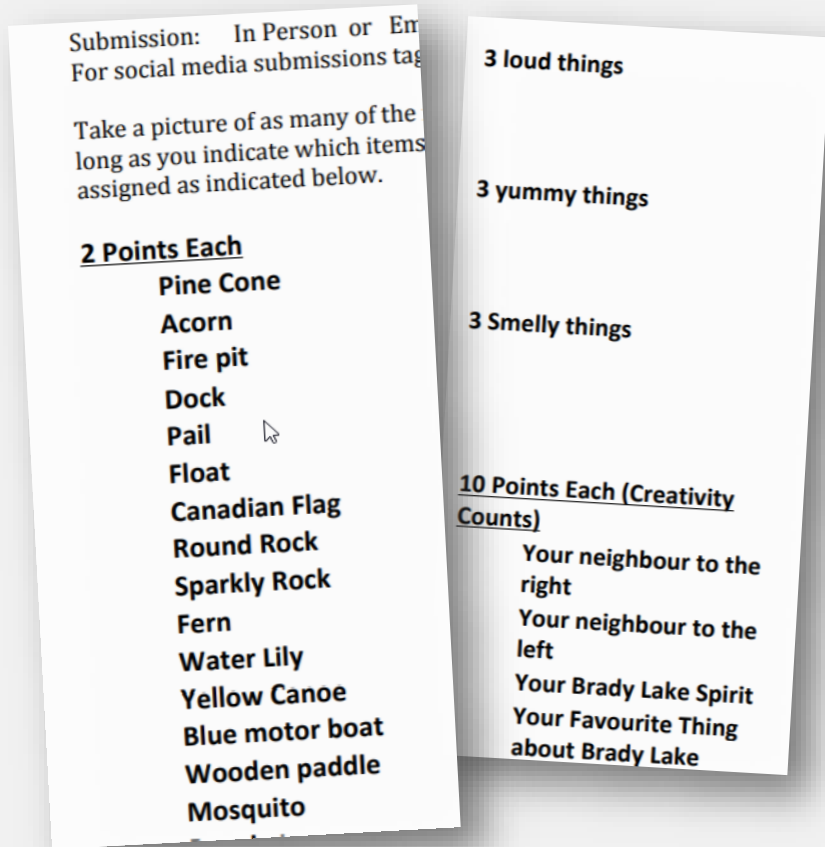 Submission: In Person or Em
For social media submissions tag
Take a picture of as many of the
long as you indicate which items
assigned as indicated below.
2 Points Each
Pine Cone
Acorn
Fire pit
Dock
Pail
Float
Canadian Flag
Round Rock
Sparkly Rock
Fern
Water Lily
Yellow Canoe
Blue motor boat
Wooden paddle
Mosquito
3 loud things
3 yummy things
3 Smelly things
10 Points Each (Creativity
Counts)
Your neighbour to the
right
Your neighbour to the
left
Your Brady Lake Spirit
Your Favourite Thing
about Brady Lake